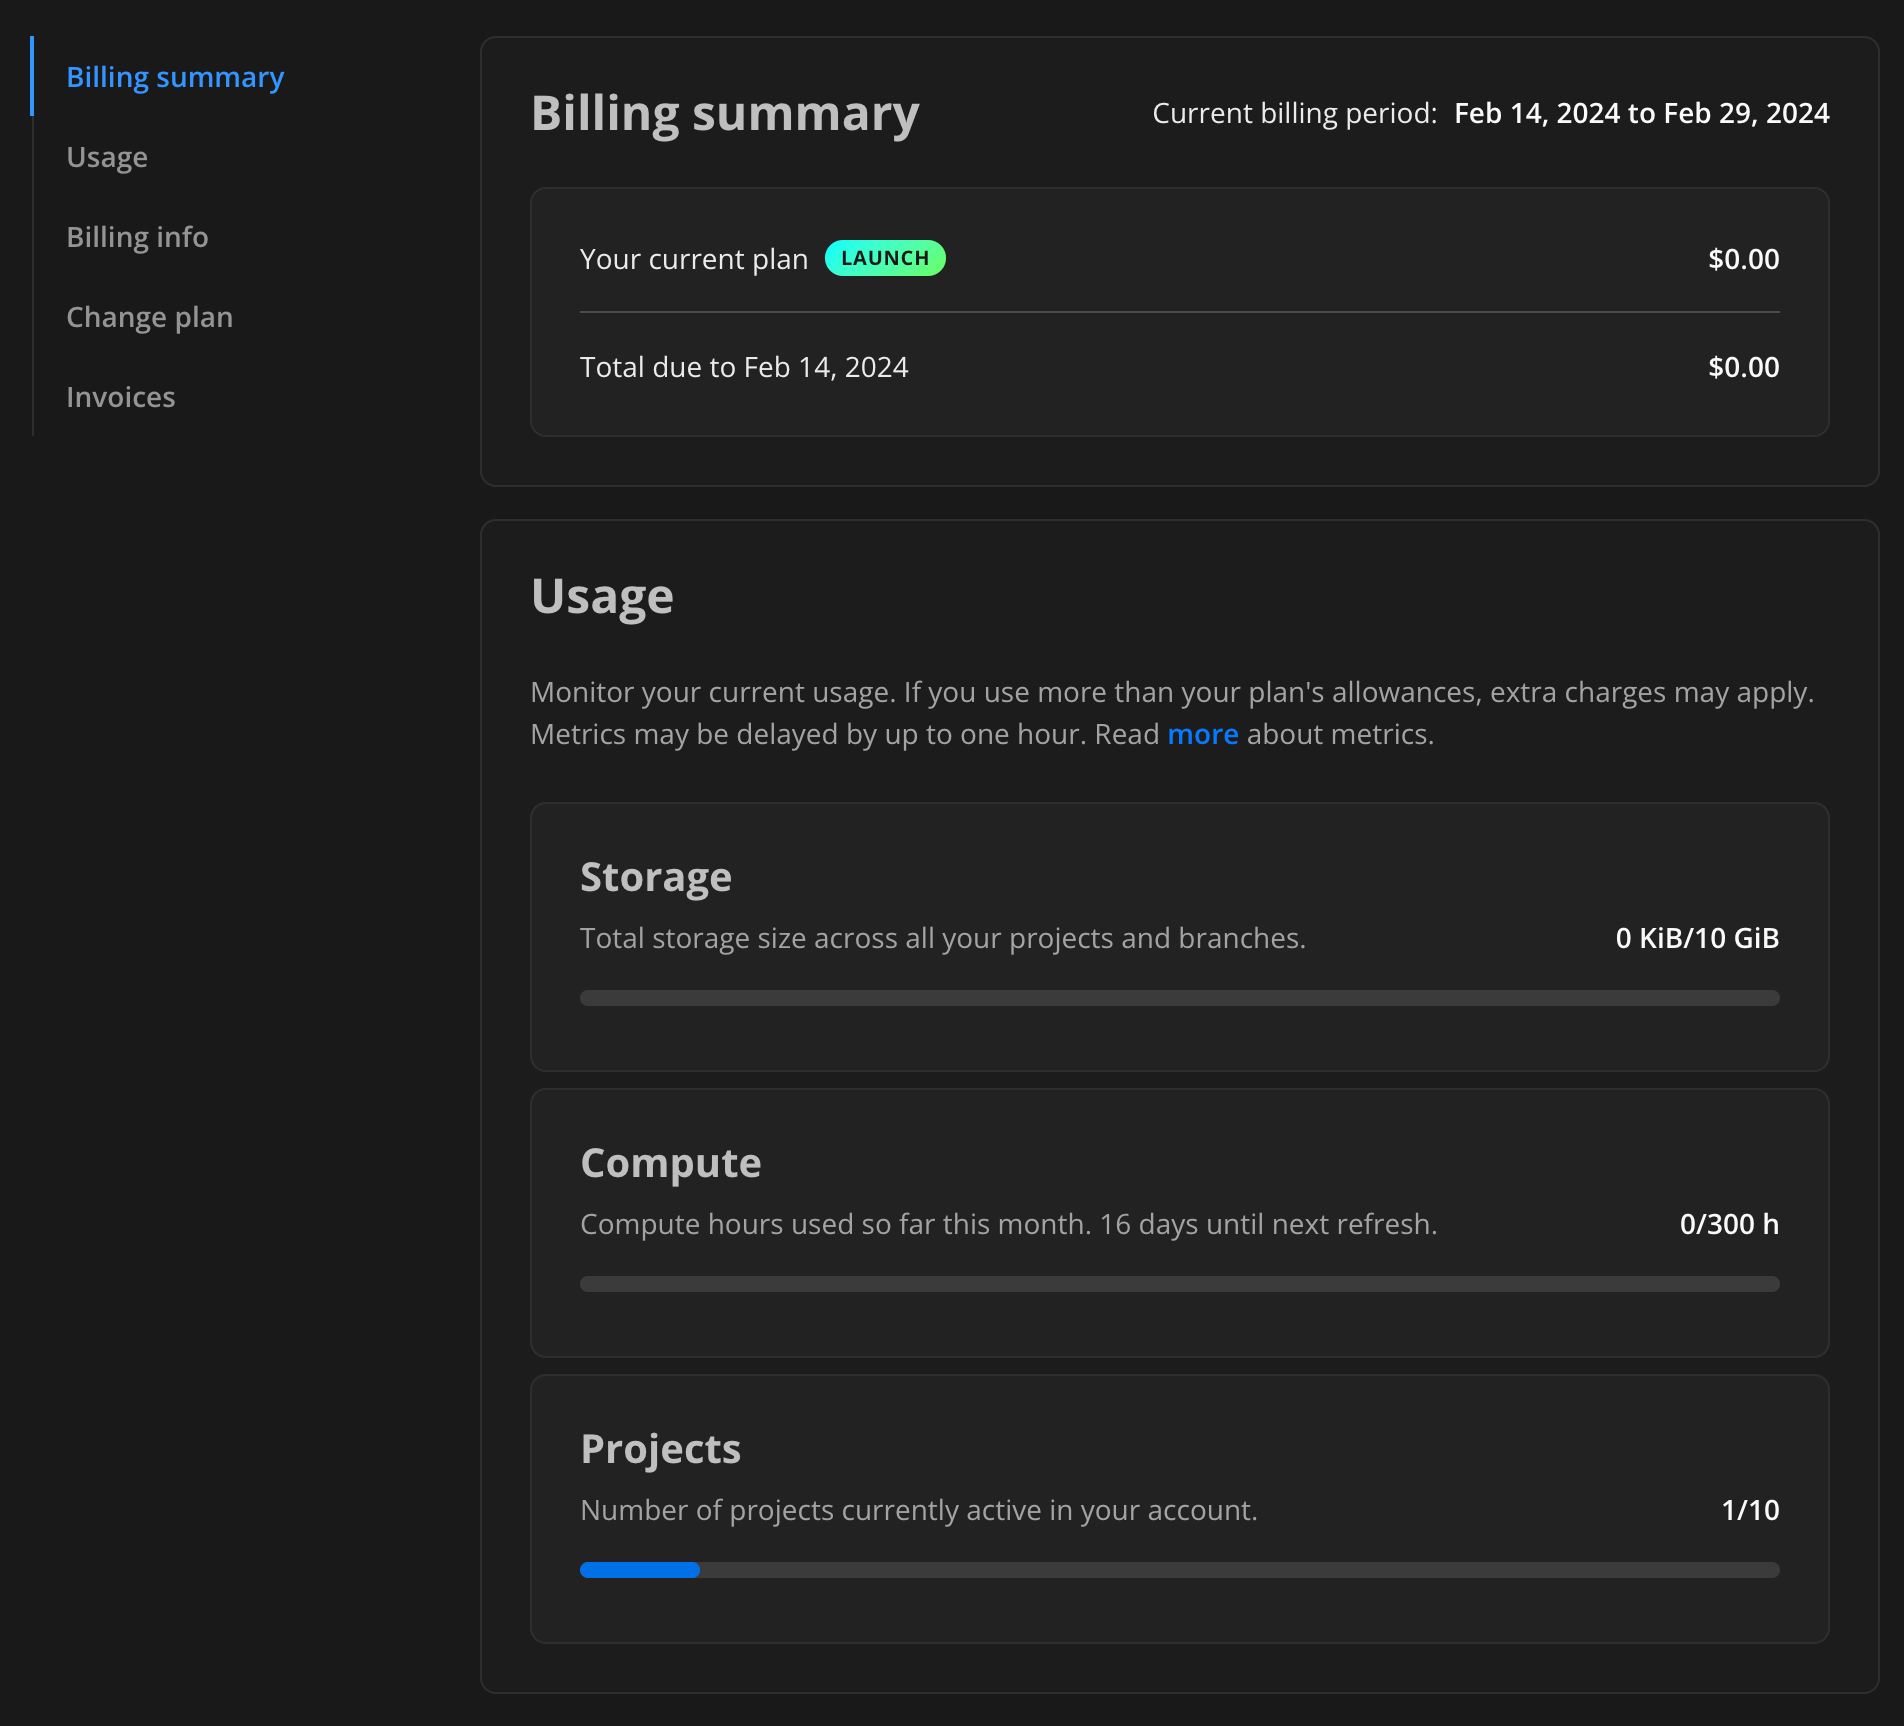 Billing summary
Usage
Billing info
Change plan
Invoices
Billing summary
Current billing period: Feb 14, 2024 to Feb 29, 2024
Your current plan LAUNCH $0.00
Total due to Feb 14, 2024 $0.00
Usage
Monitor your current usage. If you use more than your plan's allowances, extra charges may apply.
Metrics may be delayed by up to one hour. Read more about metrics.
Storage
Total storage size across all your projects and branches. 0 KiB/10 GiB
Compute
Compute hours used so far this month. 16 days until next refresh. 0/300 h
Projects
Number of projects currently active in your account. 1/10